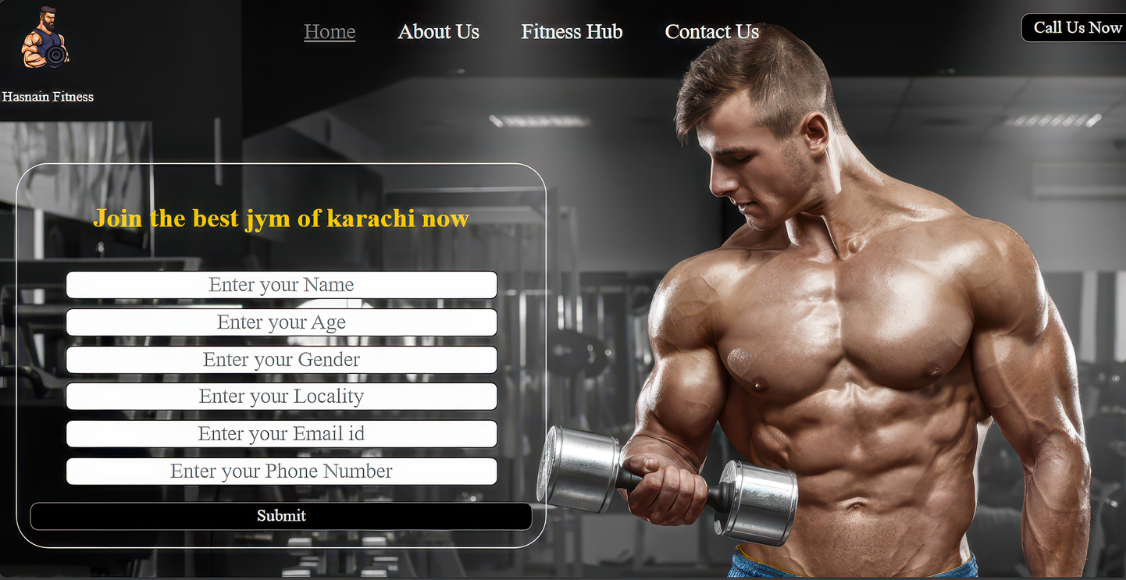 Home
About Us
Fitness Hub
Contact Us
Call Us Now
Hasnain Fitness
Join the best jym of karachi now
Enter your Name
Enter your Age
Enter your Gender
Enter your Locality
Enter your Email id
Enter your Phone Number
Submit